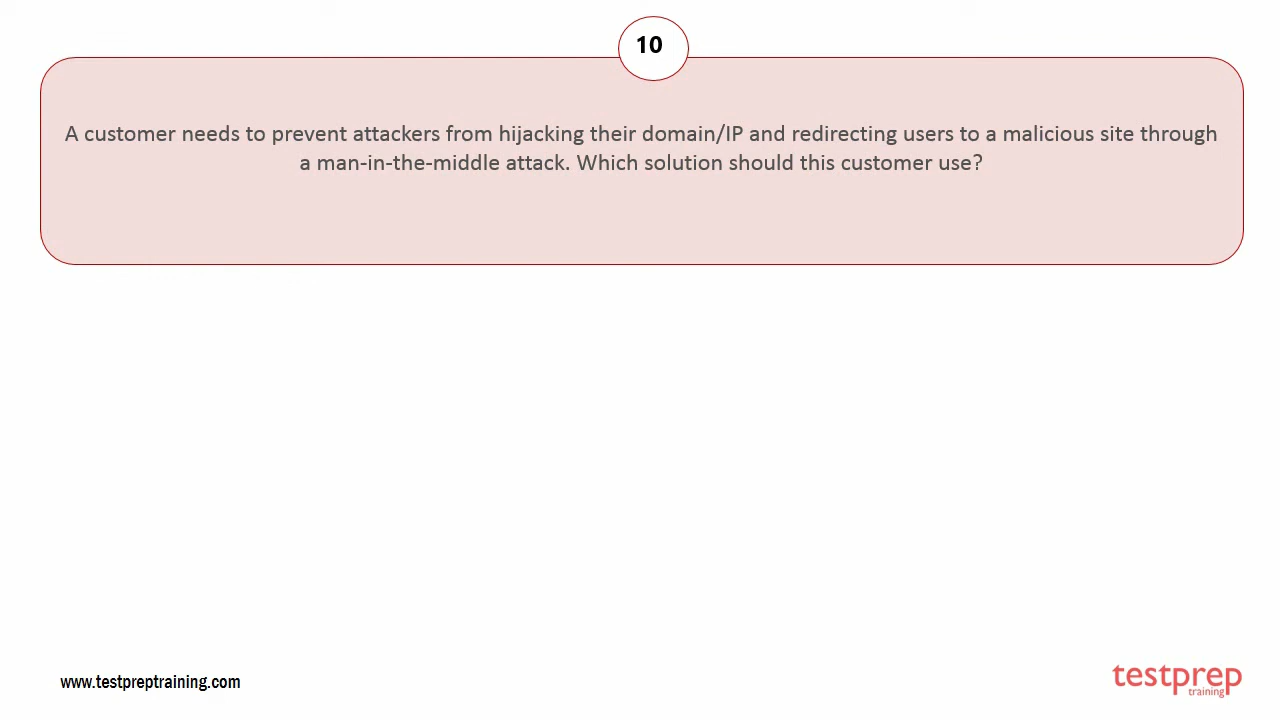 10
A customer needs to prevent attackers from hijacking their domain/IP and redirecting users to a malicious site through
a man-in-the-middle attack. Which solution should this customer use?
www.testpreptraining.com
testprep
training